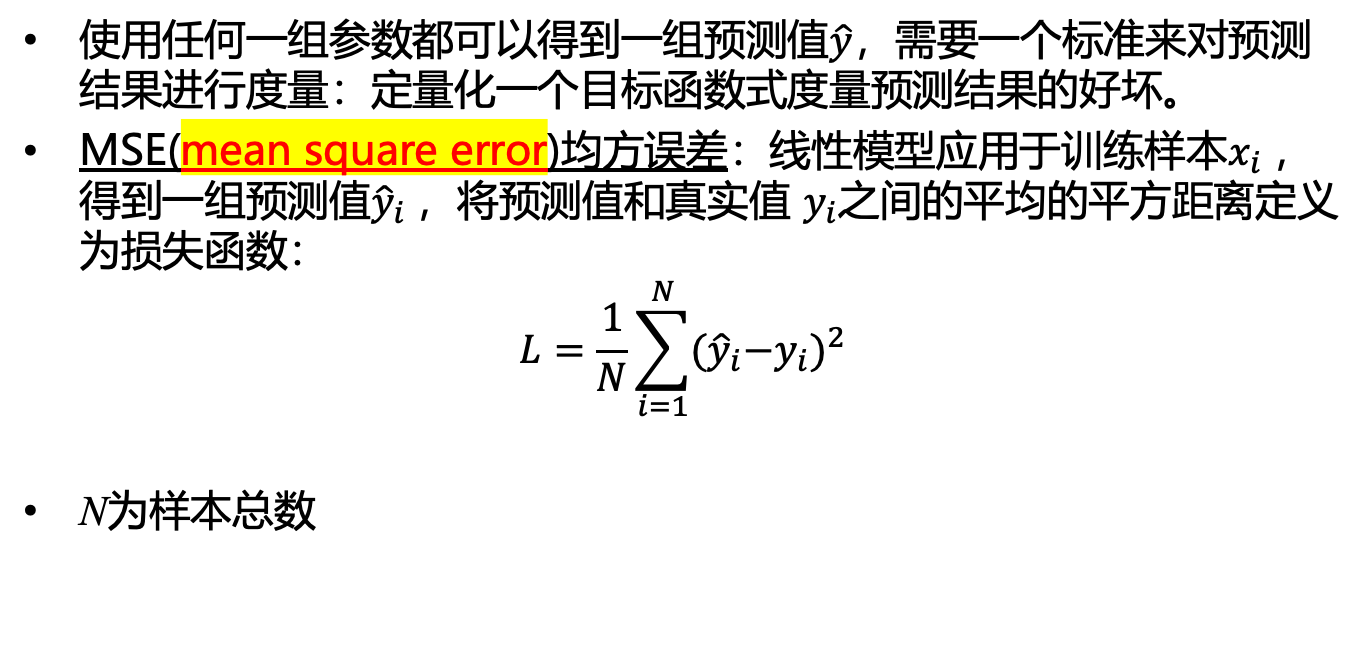 • 使用任何一组参数都可以得到一组预测值ŷ，需要一个标准来对预测
结果进行度量：定量化一个目标函数式度量预测结果的好坏。
• MSE(mean square error)均方误差：线性模型应用于训练样本xᵢ，
得到一组预测值ŷᵢ，将预测值和真实值 yᵢ之间的平均的平方距离定义
为损失函数：
L = \frac{1}{N}\sum_{i=1}^{N}(ŷᵢ−yᵢ)²
• N为样本总数